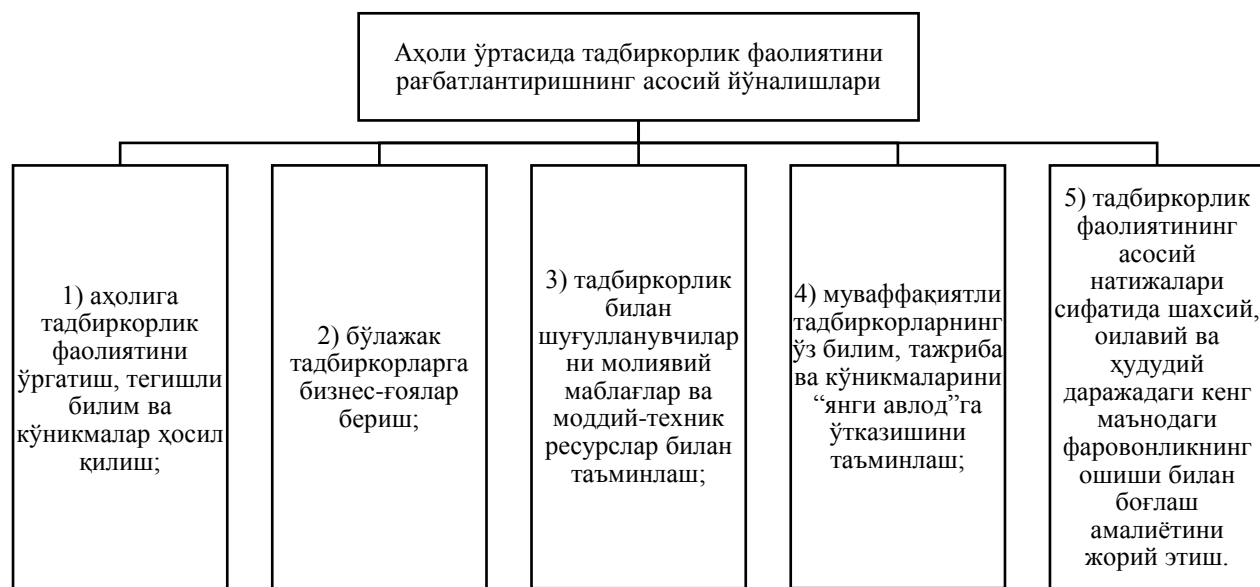 Аҳоли ўртасида тадбиркорлик фаолиятини
рағбатлантиришнинг асосий йўналишлари
1) аҳолига
тадбиркорлик
фаолиятини
ўргатиш, тегишли
билим ва
кўникмалар ҳосил
қилиш;
2) бўлажак
тадбиркорларга
бизнес-ғоялар
бериш;
3) тадбиркорлик
билан
шуғулланувчилар
ни молиявий
маблағлар ва
моддий-техник
ресурслар билан
таъминлаш;
4) муваффақиятли
тадбиркорларнинг
ўз билим, тажриба
ва кўникмаларини
“янги авлод”га
ўтказишини
таъминлаш;
5) тадбиркорлик
фаолиятининг
асосий
натижалари
сифатида шахсий,
оилавий ва
ҳудудий
даражадаги кенг
маънодаги
фаровонликнинг
ошиши билан
боғлаш
амалиётини
жорий этиш.